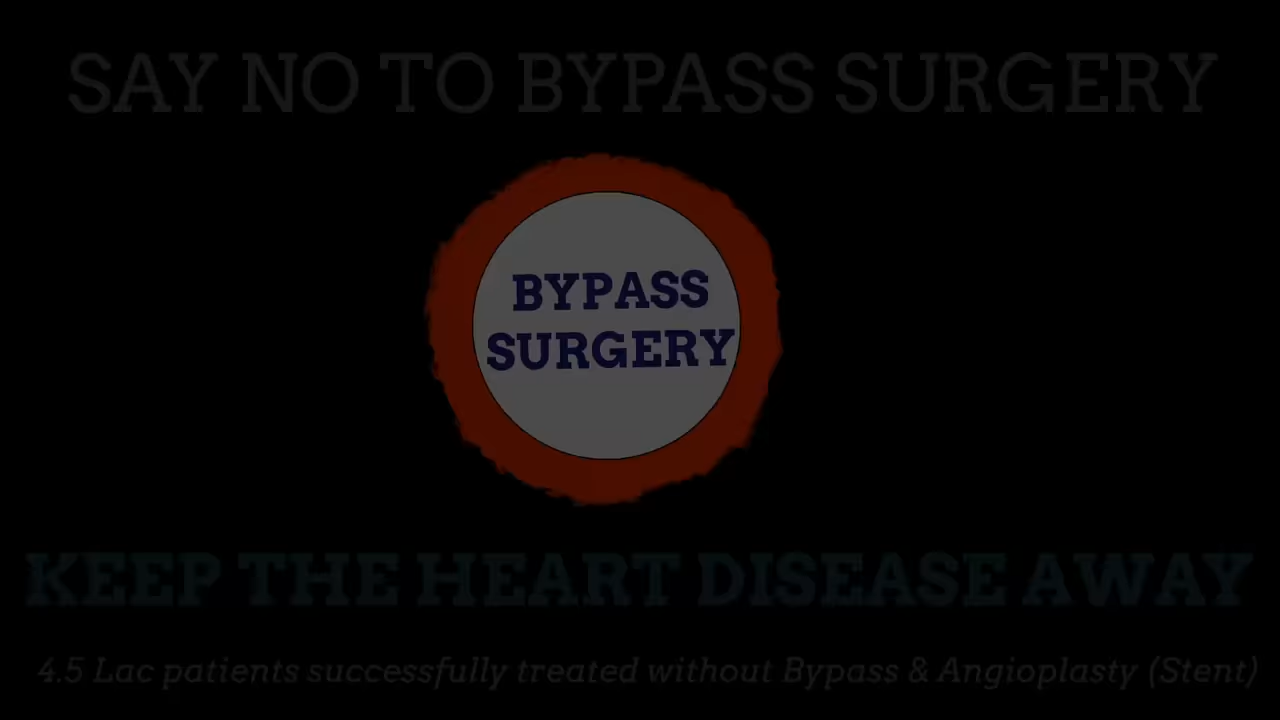 SAY NO TO BYPASS SURGERY
BYPASS
SURGERY
KEEP THE HEART DISEASE AWAY
4.5 Lac patients successfully treated without Bypass & Angioplasty (Stent)